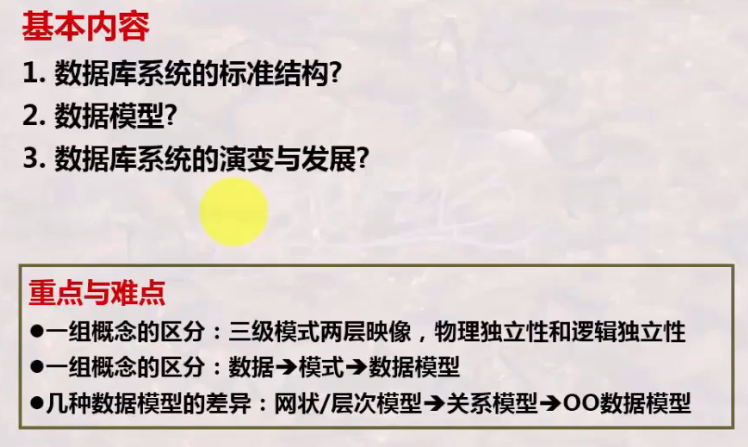 基本内容
1. 数据库系统的标准结构?
2. 数据模型?
3. 数据库系统的演变与发展?
重点与难点
●一组概念的区分：三级模式两层映像，物理独立性和逻辑独立性
●一组概念的区分：数据➔模式➔数据模型
●几种数据模型的差异：网状/层次模型➔关系模型➔OO数据模型